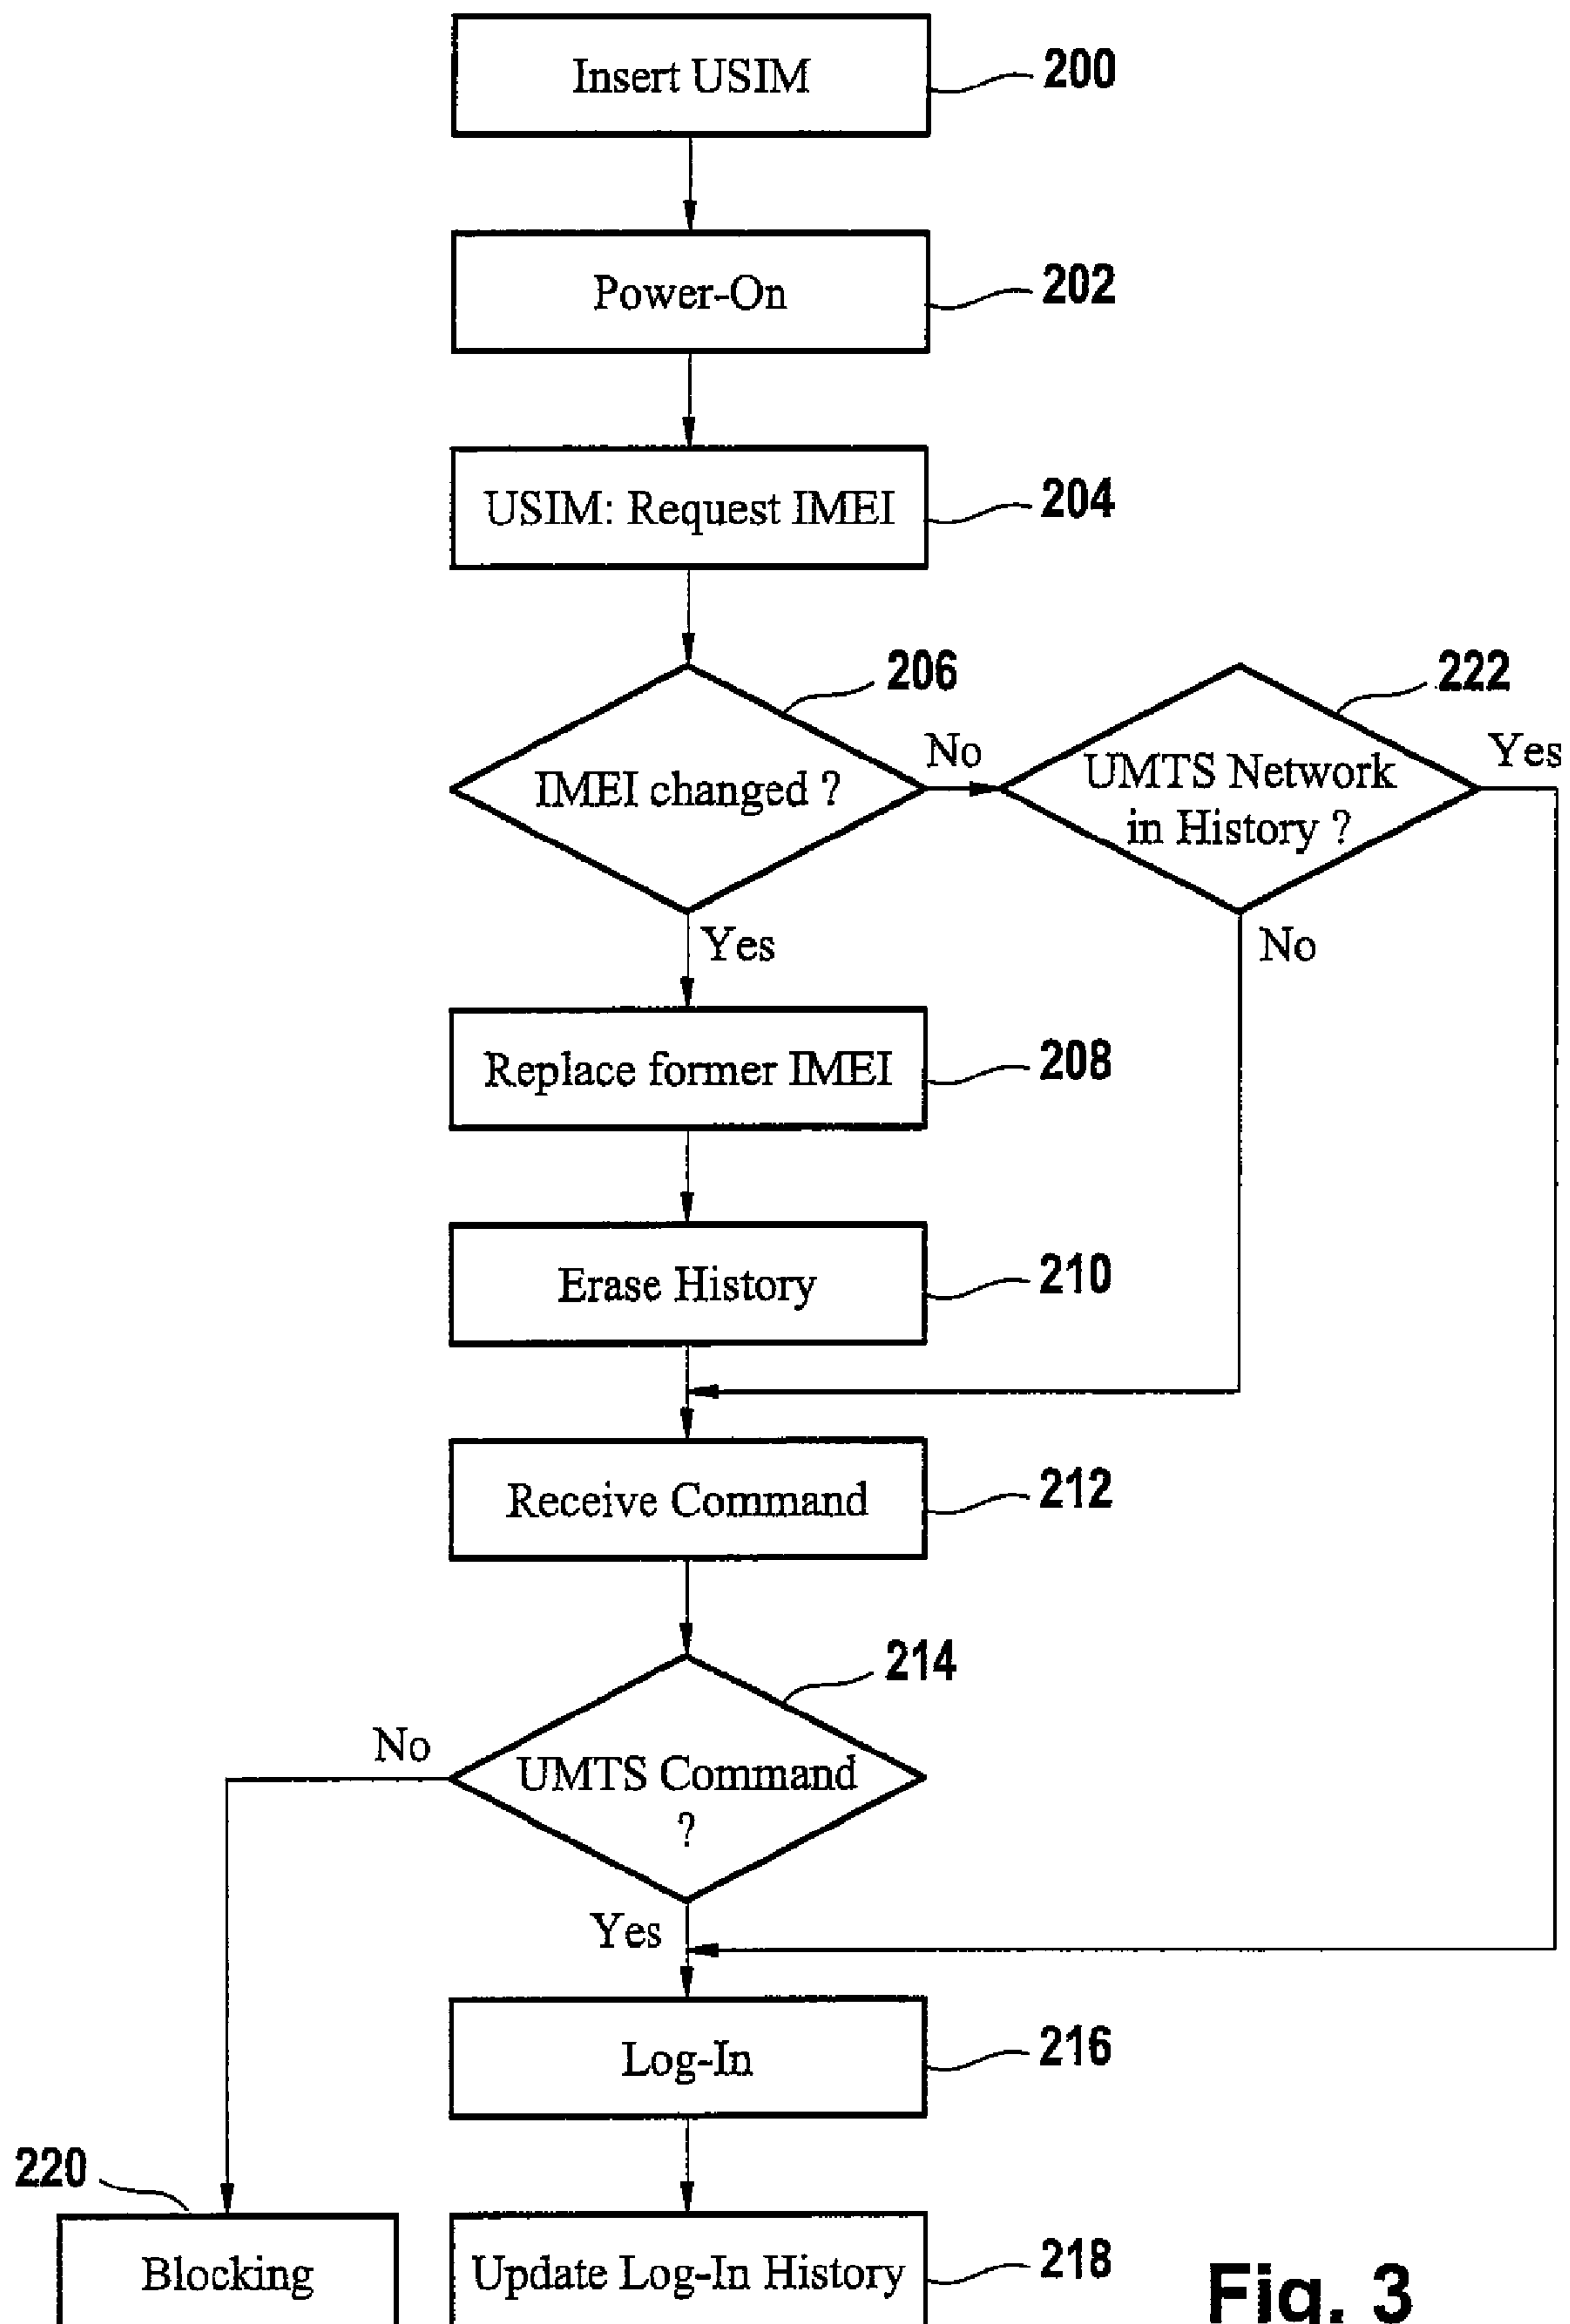 Insert USIM
200
Power-On
202
USIM: Request IMEI
204
206
222
IMEI changed ?
No
UMTS Network
in History ?
Yes
Yes
No
Replace former IMEI
208
Erase History
210
Receive Command
212
214
No
UMTS Command
?
Yes
Log-In
216
220
Blocking
Update Log-In History
218
Fig. 3